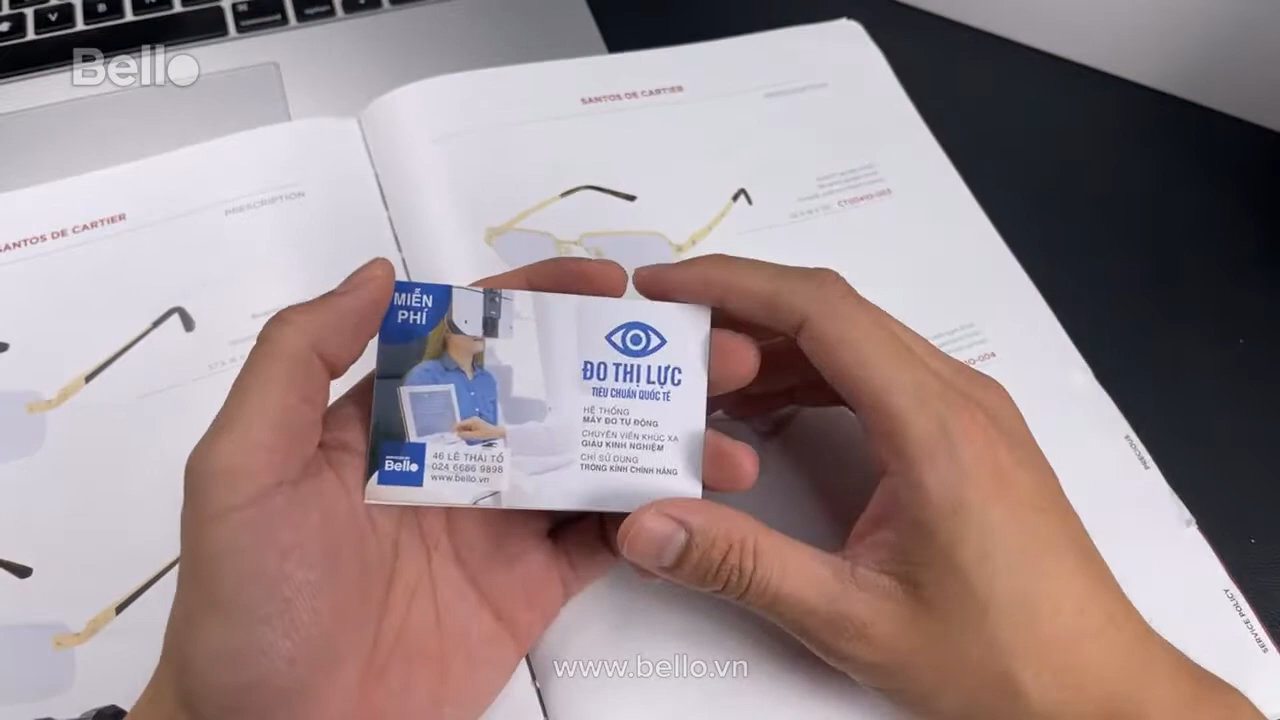 Bello
SANTOS DE CARTIER
PRESCRIPTION
SANTOS DE CARTIER
MIỄN
PHÍ
ĐO THỊ LỰC
TIÊU CHUẨN QUỐC TẾ
HỆ THỐNG
MÁY ĐO TỰ ĐỘNG
CHUYÊN VIÊN KHÚC XẠ
GIÀU KINH NGHIỆM
CHỈ SỬ DỤNG
TRÒNG KÍNH CHÍNH HÃNG
Bello
46 LÊ THÁI TỔ
024 6686 9898
www.bello.vn
PRECIOUS
SERVICE POLICY
www.bello.vn